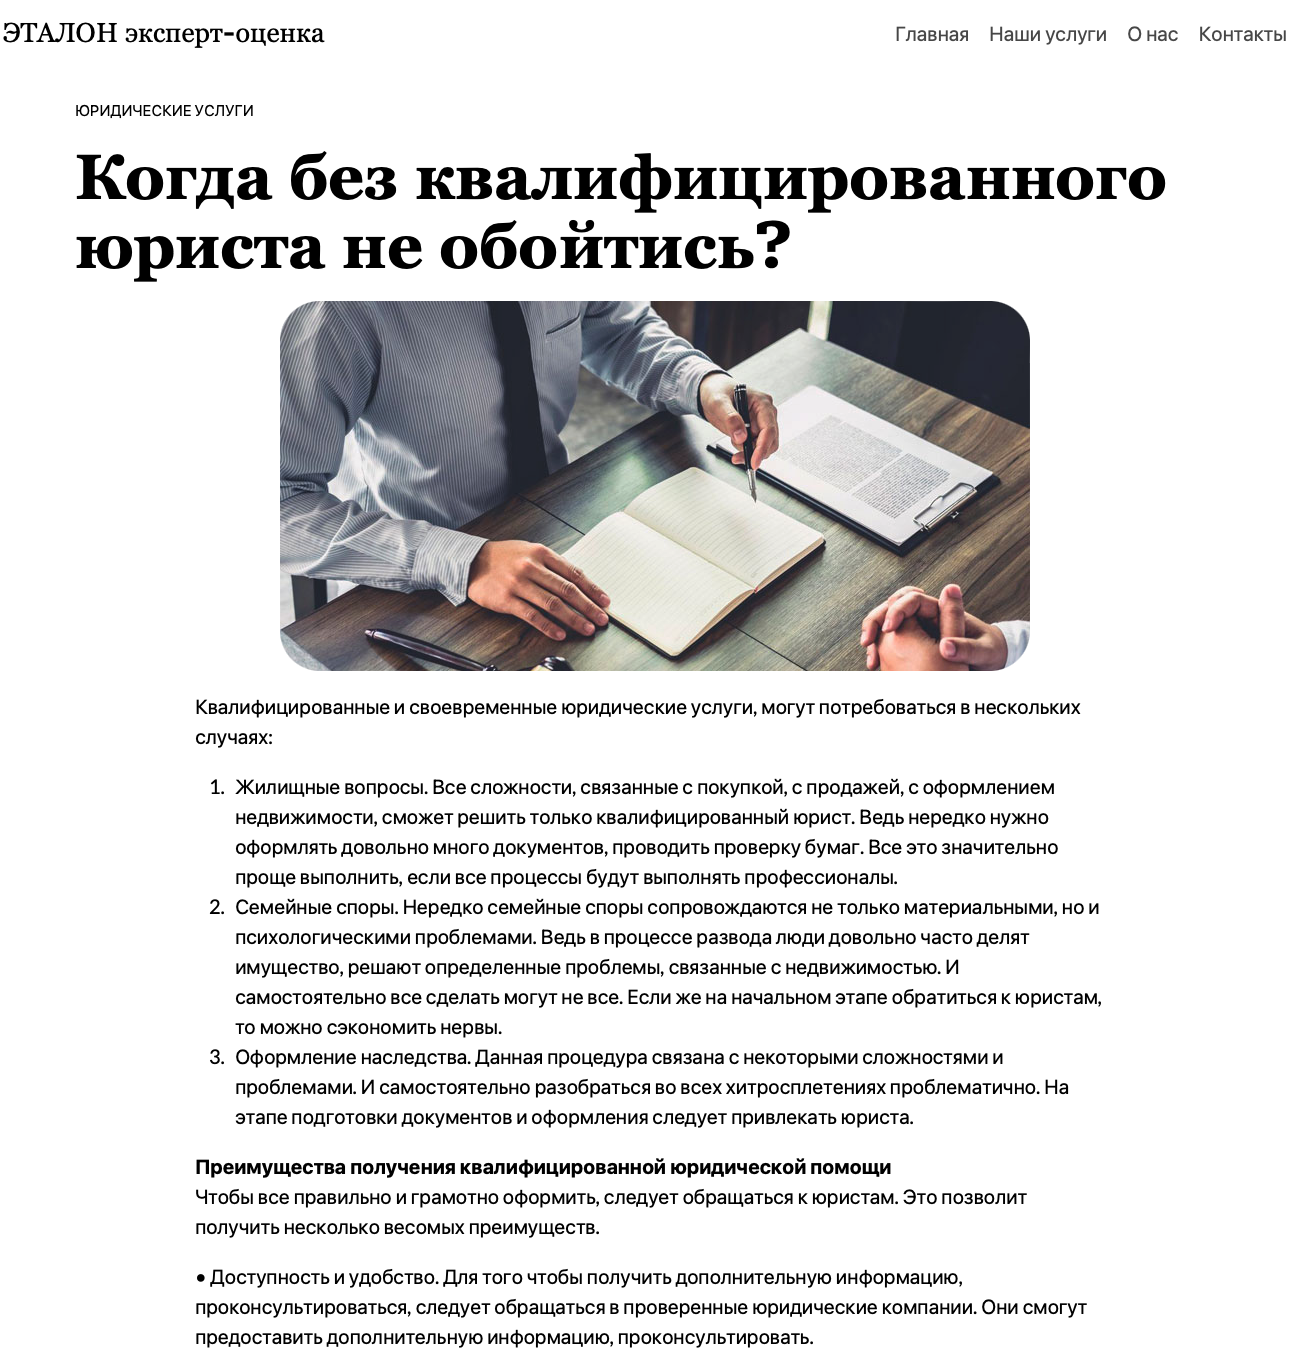 ЭТАЛОН эксперт-оценка
Главная Наши услуги О нас Контакты
ЮРИДИЧЕСКИЕ УСЛУГИ
Когда без квалифицированного
юриста не обойтись?
Квалифицированные и своевременные юридические услуги, могут потребоваться в нескольких
случаях:
1. Жилищные вопросы. Все сложности, связанные с покупкой, с продажей, с оформлением
недвижимости, сможет решить только квалифицированный юрист. Ведь нередко нужно
оформлять довольно много документов, проводить проверку бумаг. Все это значительно
проще выполнить, если все процессы будут выполнять профессионалы.
2. Семейные споры. Нередко семейные споры сопровождаются не только материальными, но и
психологическими проблемами. Ведь в процессе развода люди довольно часто делят
имущество, решают определенные проблемы, связанные с недвижимостью. И
самостоятельно все сделать могут не все. Если же на начальном этапе обратиться к юристам,
то можно сэкономить нервы.
3. Оформление наследства. Данная процедура связана с некоторыми сложностями и
проблемами. И самостоятельно разобраться во всех хитросплетениях проблематично. На
этапе подготовки документов и оформления следует привлекать юриста.
Преимущества получения квалифицированной юридической помощи
Чтобы все правильно и грамотно оформить, следует обращаться к юристам. Это позволит
получить несколько весомых преимуществ.
• Доступность и удобство. Для того чтобы получить дополнительную информацию,
проконсультироваться, следует обращаться в проверенные юридические компании. Они смогут
предоставить дополнительную информацию, проконсультировать.